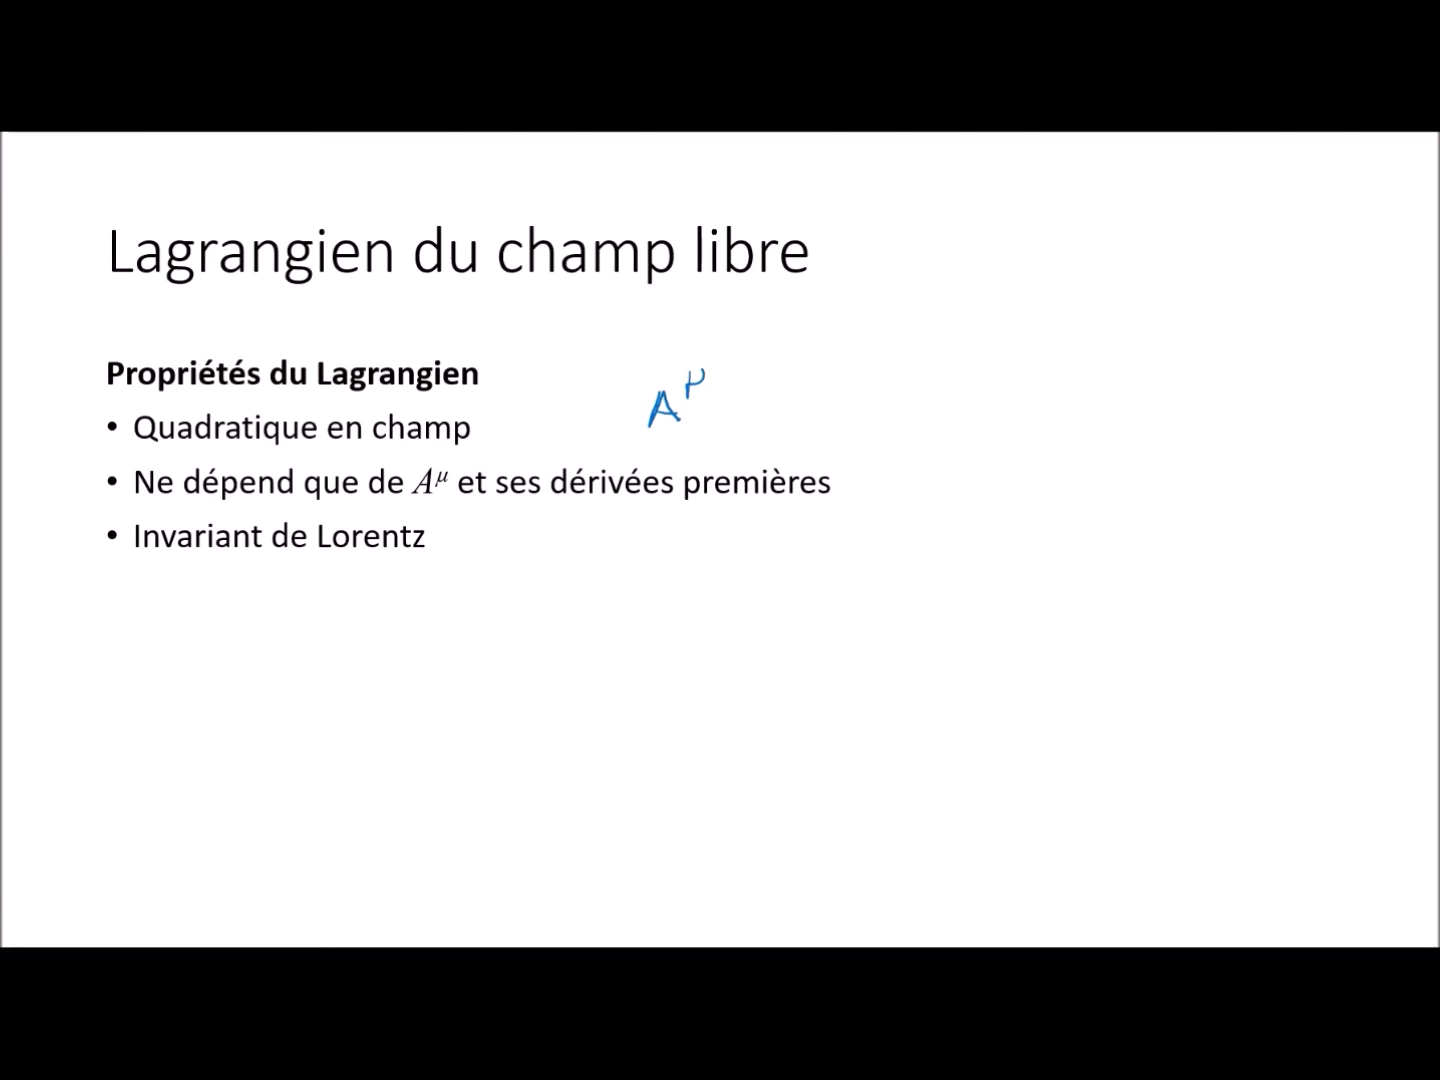 Lagrangien du champ libre
Propriétés du Lagrangien
A^μ
• Quadratique en champ
• Ne dépend que de A^μ et ses dérivées premières
• Invariant de Lorentz